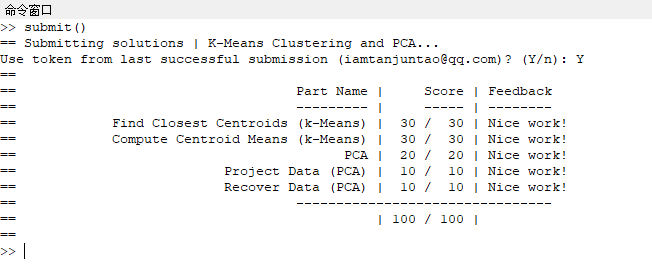 命令窗口
>> submit()
== Submitting solutions | K-Means Clustering and PCA...
Use token from last successful submission (iamtanjuntao@qq.com)? (Y/n): Y
==
==                                   Part Name |     Score | Feedback
==                                   --------- |     ----- | --------
==            Find Closest Centroids (k-Means) |  30 /  30 | Nice work!
==            Compute Centroid Means (k-Means) |  30 /  30 | Nice work!
==                                         PCA |  20 /  20 | Nice work!
==                          Project Data (PCA) |  10 /  10 | Nice work!
==                          Recover Data (PCA) |  10 /  10 | Nice work!
==                                   --------------------------------
==                                             | 100 / 100 |
==
>>